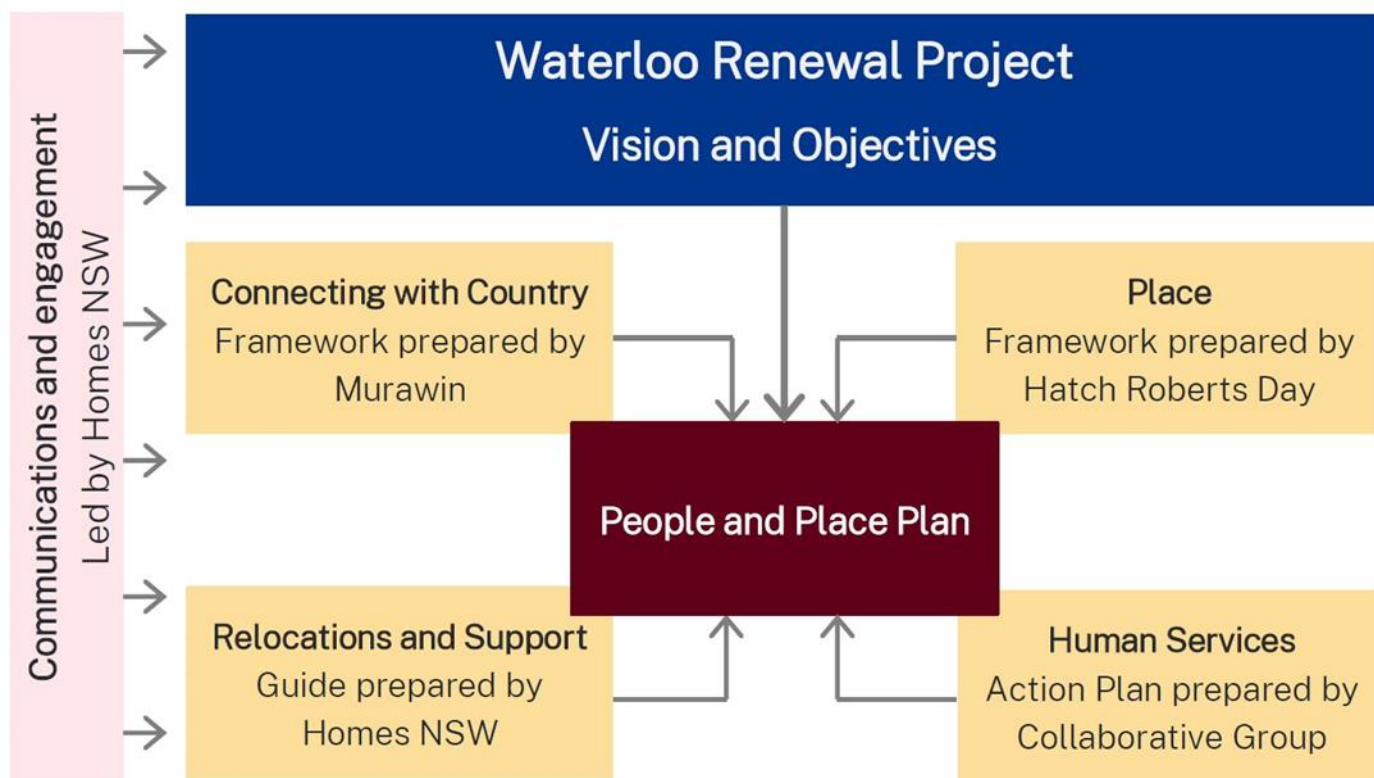 Communications and engagement
Led by Homes NSW
Waterloo Renewal Project
Vision and Objectives
Connecting with Country
Framework prepared by
Murawin
Place
Framework prepared by
Hatch Roberts Day
People and Place Plan
Relocations and Support
Guide prepared by
Homes NSW
Human Services
Action Plan prepared by
Collaborative Group